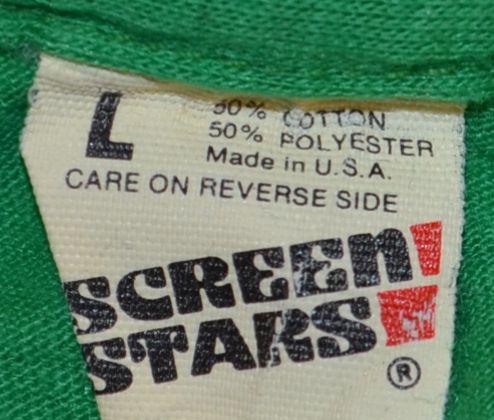 L
50% COTTON
50% POLYESTER
Made in U.S.A.
CARE ON REVERSE SIDE
SCREEN
STARS
®